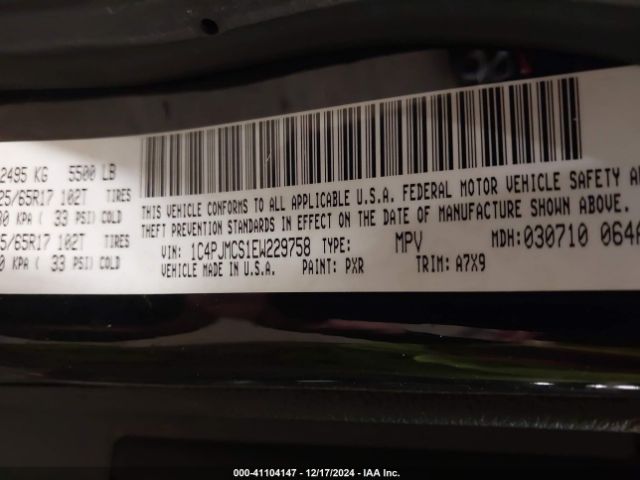 2495 KG 5500 LB
25/65R17 102T TIRES
KPA ( 33 PSI) COLD
5/65R17 102T TIRES
KPA ( 33 PSI) COLD
THIS VEHICLE CONFORMS TO ALL APPLICABLE U.S.A. FEDERAL MOTOR VEHICLE SAFETY
THEFT PREVENTION STANDARDS IN EFFECT ON THE DATE OF MANUFACTURE SHOWN ABOVE.
VIN: 1C4PJMCS1EW229758 TYPE: MPV MDH:030710 064
VEHICLE MADE IN U.S.A. PAINT: PXR TRIM: A7X9
000-41104147 - 12/17/2024 - IAA Inc.